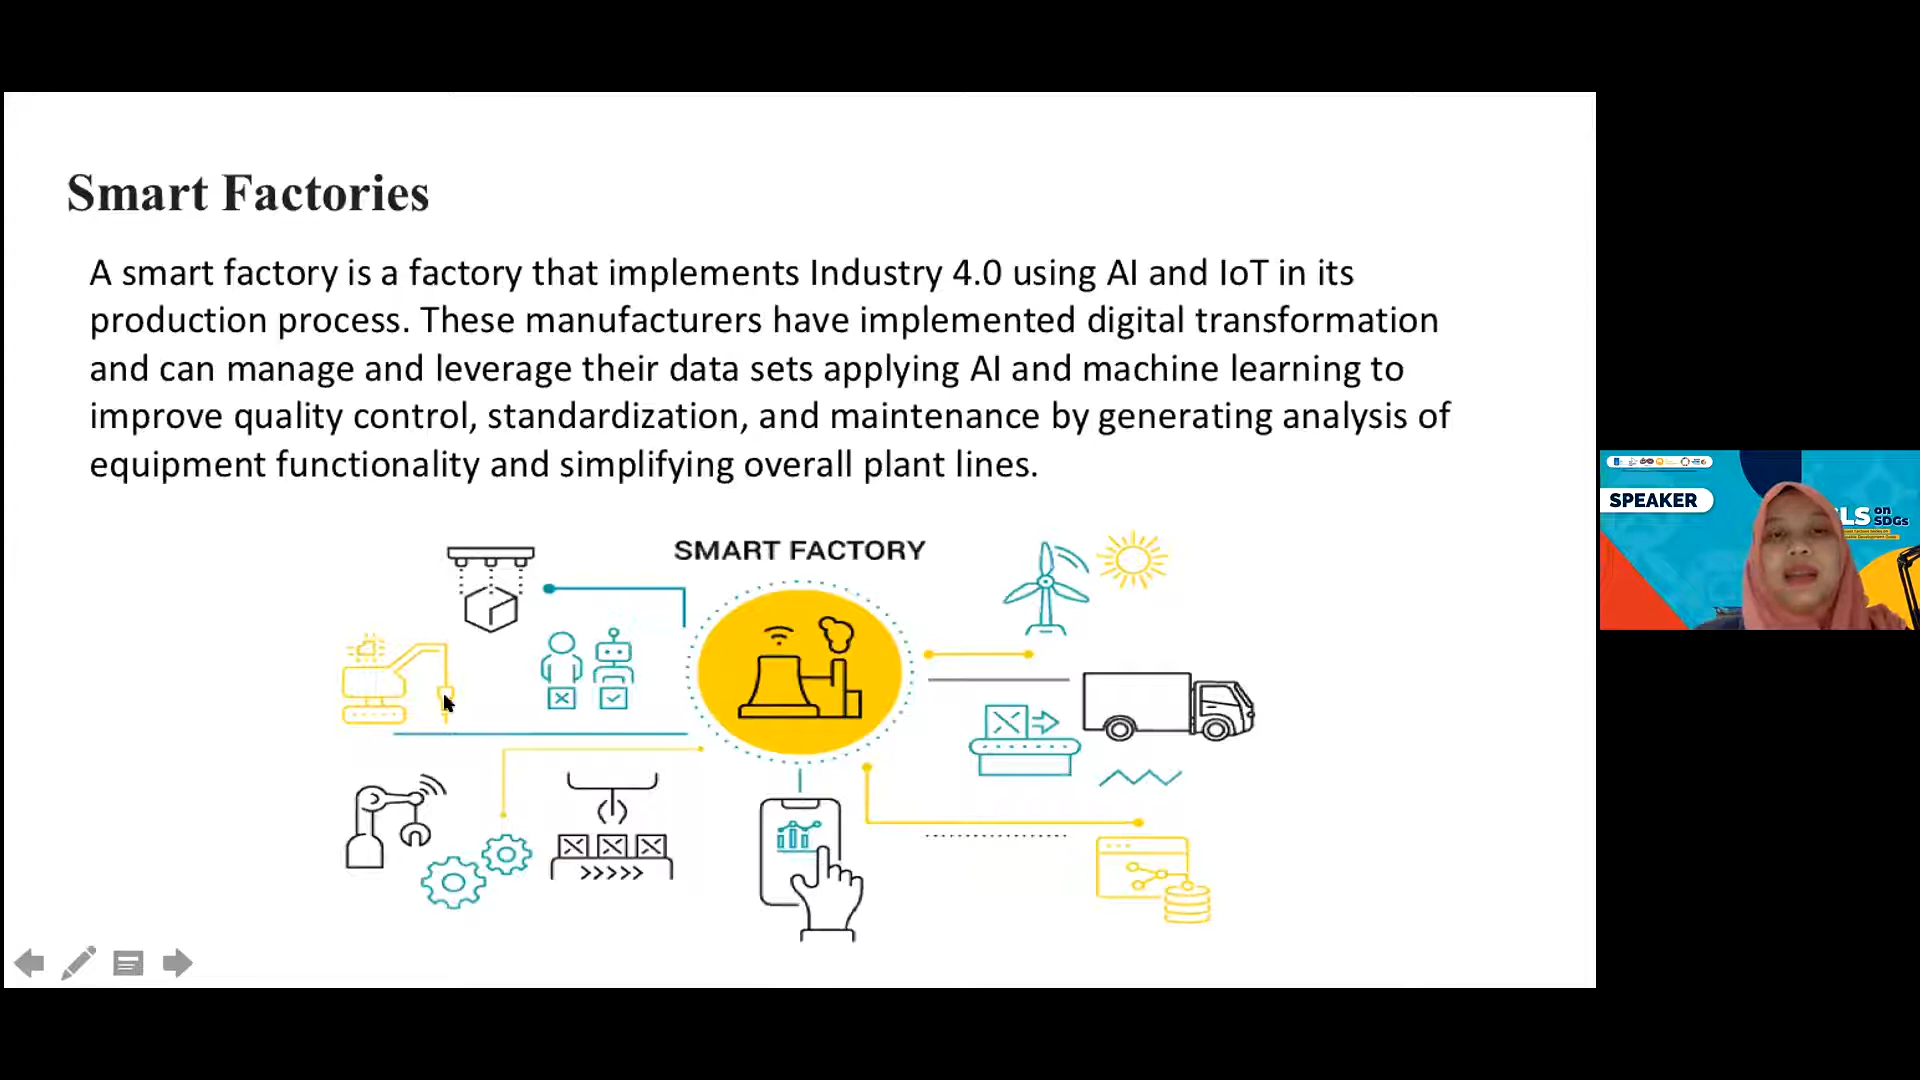 Smart Factories
A smart factory is a factory that implements Industry 4.0 using AI and IoT in its
production process. These manufacturers have implemented digital transformation
and can manage and leverage their data sets applying AI and machine learning to
improve quality control, standardization, and maintenance by generating analysis of
equipment functionality and simplifying overall plant lines.
SMART FACTORY
SPEAKER
LS on
SDGs